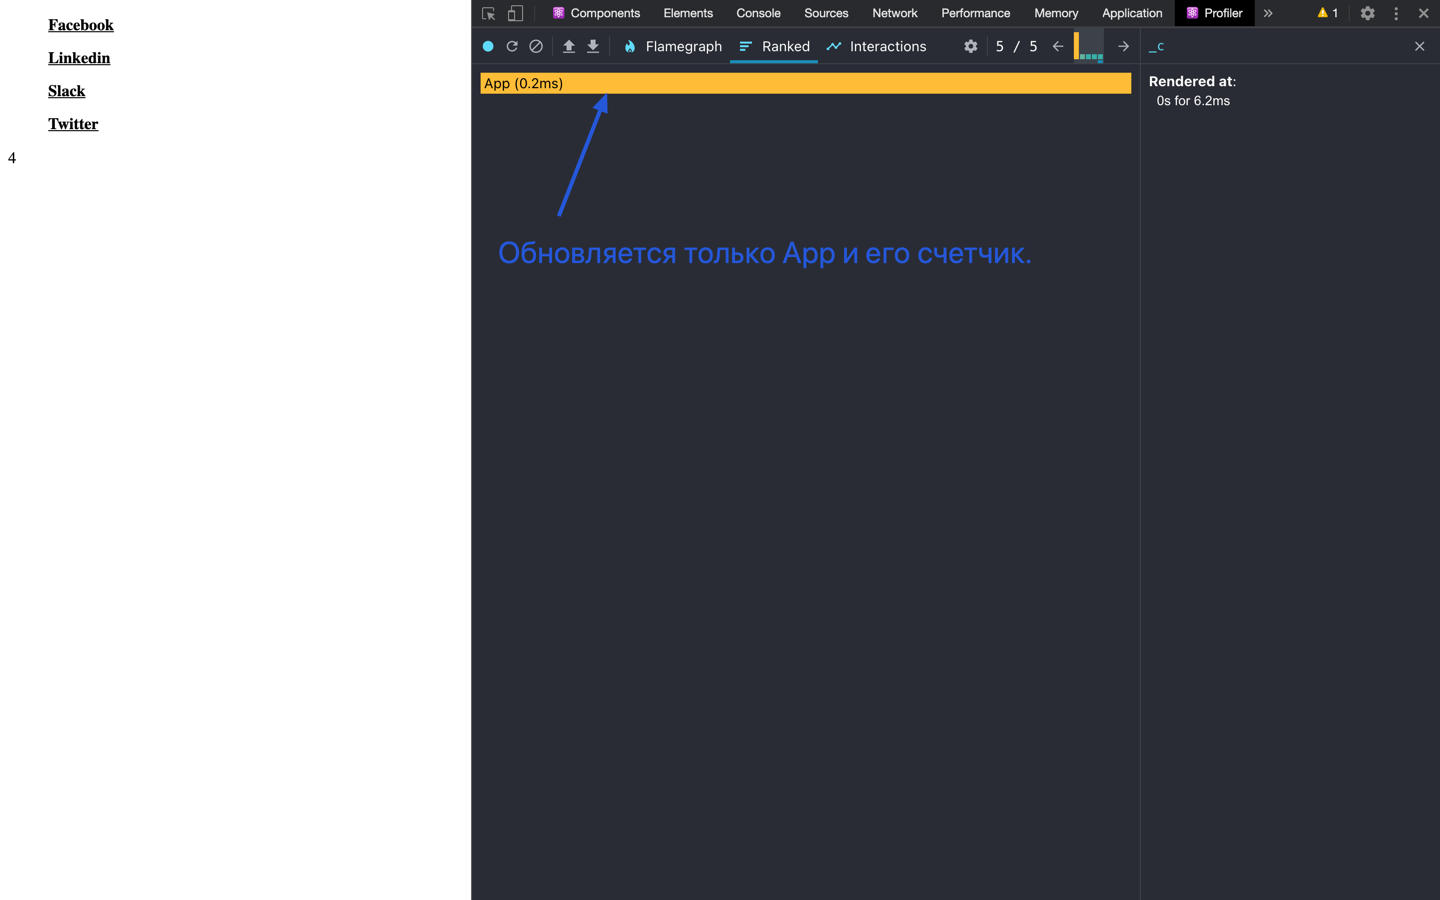 Facebook
Linkedin
Slack
Twitter
4
Components Elements Console Sources Network Performance Memory Application Profiler » 1
Flamegraph Ranked Interactions 5 / 5 _c
App (0.2ms)
Rendered at:
0s for 6.2ms
Обновляется только App и его счетчик.